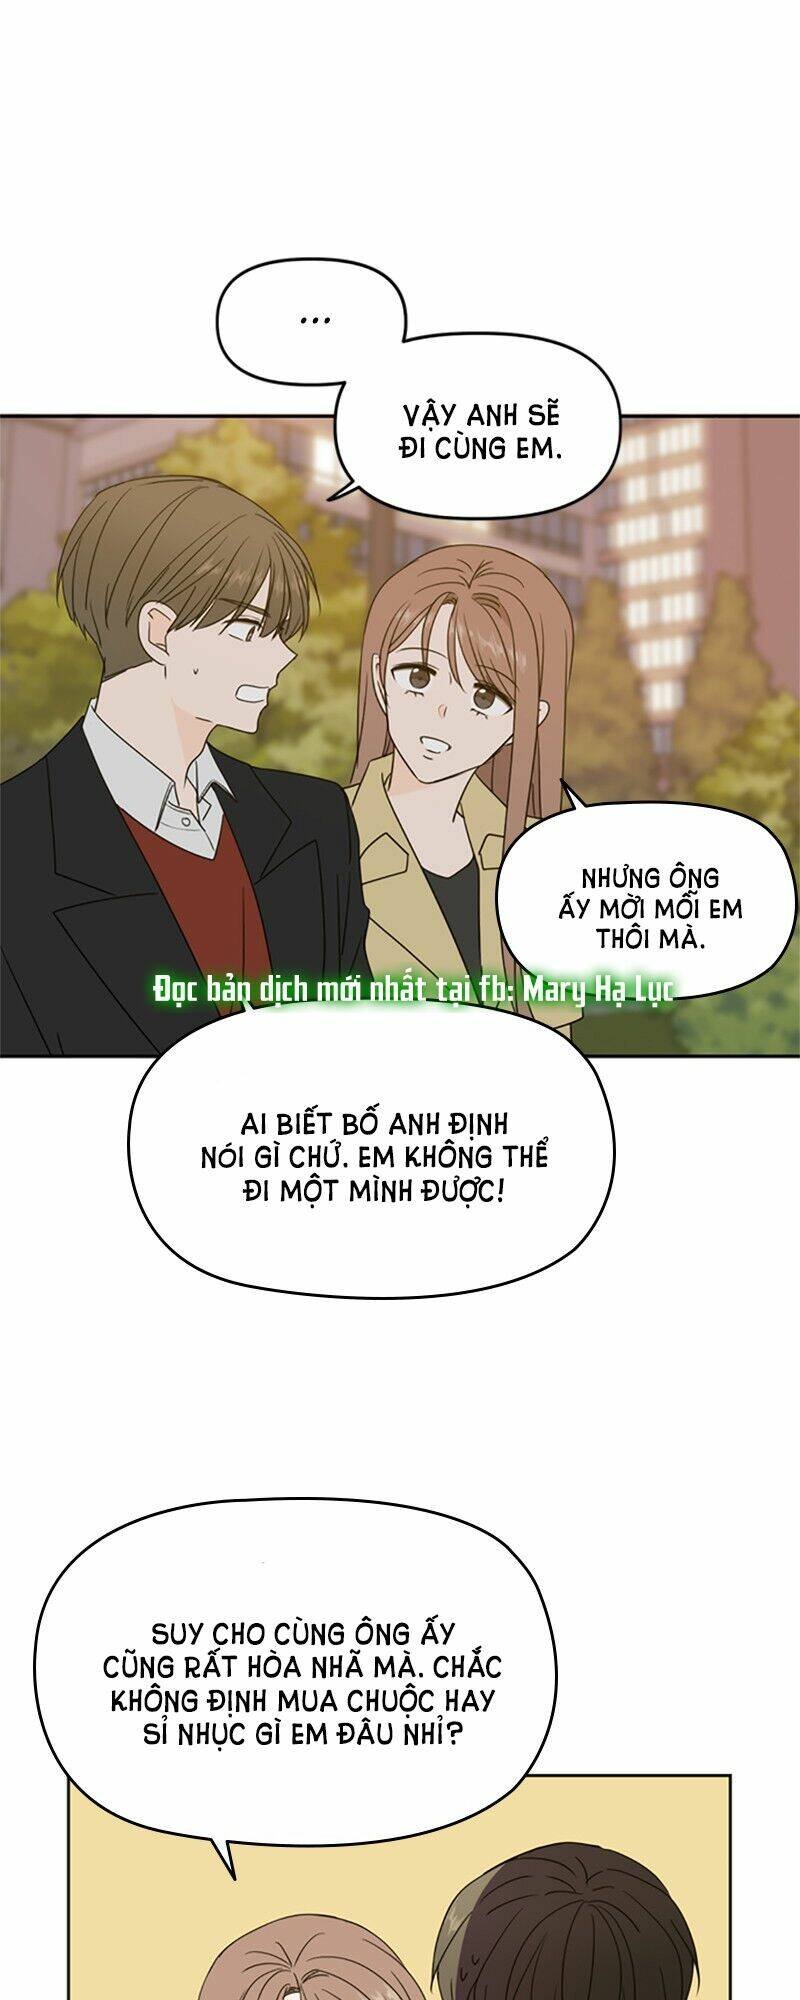 ...
VẬY ANH SẼ
ĐI CÙNG EM.
NHƯNG ÔNG
ẤY MỜI MỖI EM
THÔI MÀ.
Đọc bản dịch mới nhất tại fb: Mary Hạ Lục
AI BIẾT BỐ ANH ĐỊNH
NÓI GÌ CHỨ. EM KHÔNG THỂ
ĐI MỘT MÌNH ĐƯỢC!
SUY CHO CÙNG ÔNG ẤY
CŨNG RẤT HÒA NHÃ MÀ. CHẮC
KHÔNG ĐỊNH MUA CHUỘC HAY
SỈ NHỤC GÌ EM ĐÂU NHỈ?